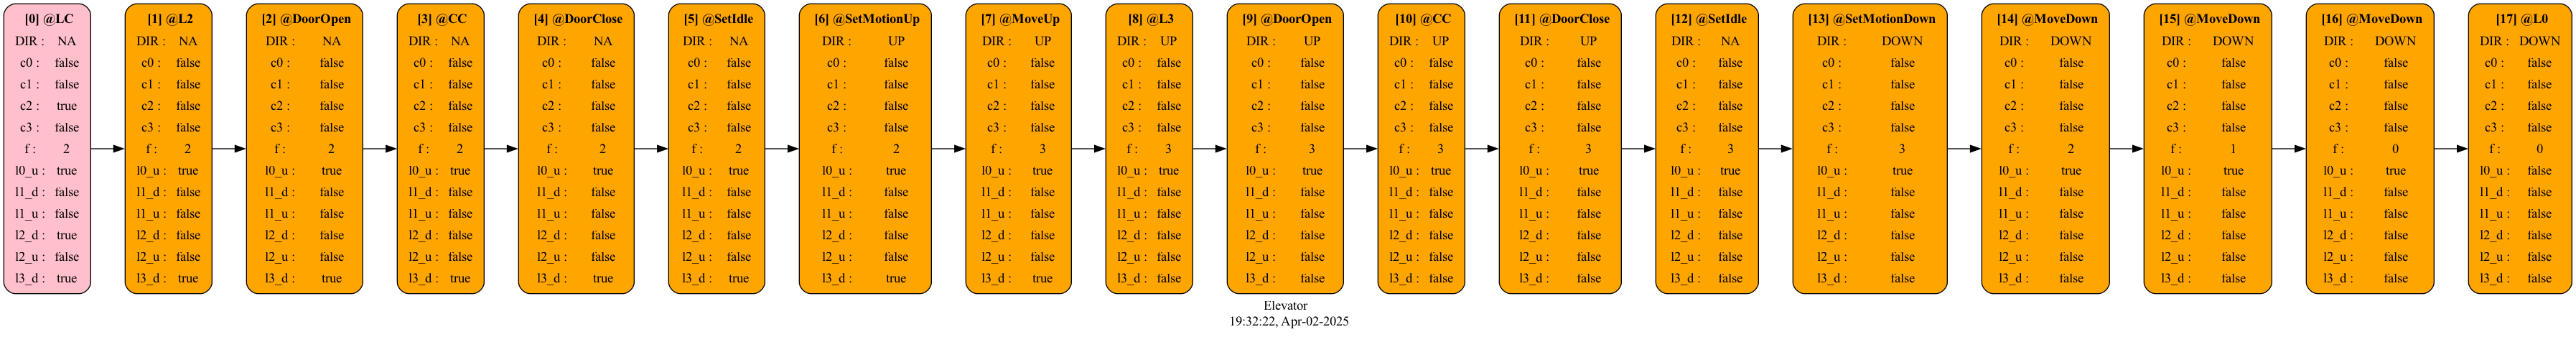 [0] @LC
DIR : NA
c0 : false
c1 : false
c2 : true
c3 : false
f : 2
l0_u : true
l1_d : false
l1_u : false
l2_d : true
l2_u : false
l3_d : true
[1] @L2
DIR : NA
c0 : false
c1 : false
c2 : false
c3 : false
f : 2
l0_u : true
l1_d : false
l1_u : false
l2_d : false
l2_u : false
l3_d : true
[2] @DoorOpen
DIR : NA
c0 : false
c1 : false
c2 : false
c3 : false
f : 2
l0_u : true
l1_d : false
l1_u : false
l2_d : false
l2_u : false
l3_d : true
[3] @CC
DIR : NA
c0 : false
c1 : false
c2 : false
c3 : false
f : 2
l0_u : true
l1_d : false
l1_u : false
l2_d : false
l2_u : false
l3_d : true
[4] @DoorClose
DIR : NA
c0 : false
c1 : false
c2 : false
c3 : false
f : 2
l0_u : true
l1_d : false
l1_u : false
l2_d : false
l2_u : false
l3_d : true
[5] @SetIdle
DIR : NA
c0 : false
c1 : false
c2 : false
c3 : false
f : 2
l0_u : true
l1_d : false
l1_u : false
l2_d : false
l2_u : false
l3_d : true
[6] @SetMotionUp
DIR : UP
c0 : false
c1 : false
c2 : false
c3 : false
f : 2
l0_u : true
l1_d : false
l1_u : false
l2_d : false
l2_u : false
l3_d : true
[7] @MoveUp
DIR : UP
c0 : false
c1 : false
c2 : false
c3 : false
f : 3
l0_u : true
l1_d : false
l1_u : false
l2_d : false
l2_u : false
l3_d : true
[8] @L3
DIR : UP
c0 : false
c1 : false
c2 : false
c3 : false
f : 3
l0_u : true
l1_d : false
l1_u : false
l2_d : false
l2_u : false
l3_d : false
[9] @DoorOpen
DIR : UP
c0 : false
c1 : false
c2 : false
c3 : false
f : 3
l0_u : true
l1_d : false
l1_u : false
l2_d : false
l2_u : false
l3_d : false
[10] @CC
DIR : UP
c0 : false
c1 : false
c2 : false
c3 : false
f : 3
l0_u : true
l1_d : false
l1_u : false
l2_d : false
l2_u : false
l3_d : false
[11] @DoorClose
DIR : UP
c0 : false
c1 : false
c2 : false
c3 : false
f : 3
l0_u : true
l1_d : false
l1_u : false
l2_d : false
l2_u : false
l3_d : false
[12] @SetIdle
DIR : NA
c0 : false
c1 : false
c2 : false
c3 : false
f : 3
l0_u : true
l1_d : false
l1_u : false
l2_d : false
l2_u : false
l3_d : false
[13] @SetMotionDown
DIR : DOWN
c0 : false
c1 : false
c2 : false
c3 : false
f : 3
l0_u : true
l1_d : false
l1_u : false
l2_d : false
l2_u : false
l3_d : false
[14] @MoveDown
DIR : DOWN
c0 : false
c1 : false
c2 : false
c3 : false
f : 2
l0_u : true
l1_d : false
l1_u : false
l2_d : false
l2_u : false
l3_d : false
[15] @MoveDown
DIR : DOWN
c0 : false
c1 : false
c2 : false
c3 : false
f : 1
l0_u : true
l1_d : false
l1_u : false
l2_d : false
l2_u : false
l3_d : false
[16] @MoveDown
DIR : DOWN
c0 : false
c1 : false
c2 : false
c3 : false
f : 0
l0_u : true
l1_d : false
l1_u : false
l2_d : false
l2_u : false
l3_d : false
[17] @L0
DIR : DOWN
c0 : false
c1 : false
c2 : false
c3 : false
f : 0
l0_u : false
l1_d : false
l1_u : false
l2_d : false
l2_u : false
l3_d : false
Elevator
19:32:22, Apr-02-2025